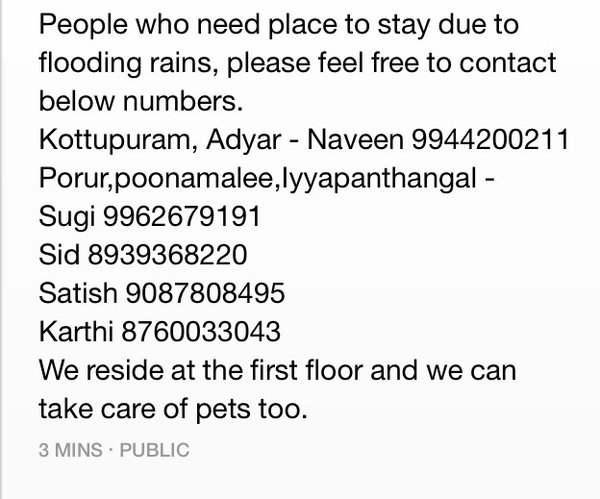 People who need place to stay due to
flooding rains, please feel free to contact
below numbers.
Kottupuram, Adyar - Naveen 9944200211
Porur,poonamalee,Iyyapanthangal -
Sugi 9962679191
Sid 8939368220
Satish 9087808495
Karthi 8760033043
We reside at the first floor and we can
take care of pets too.
3 MINS · PUBLIC